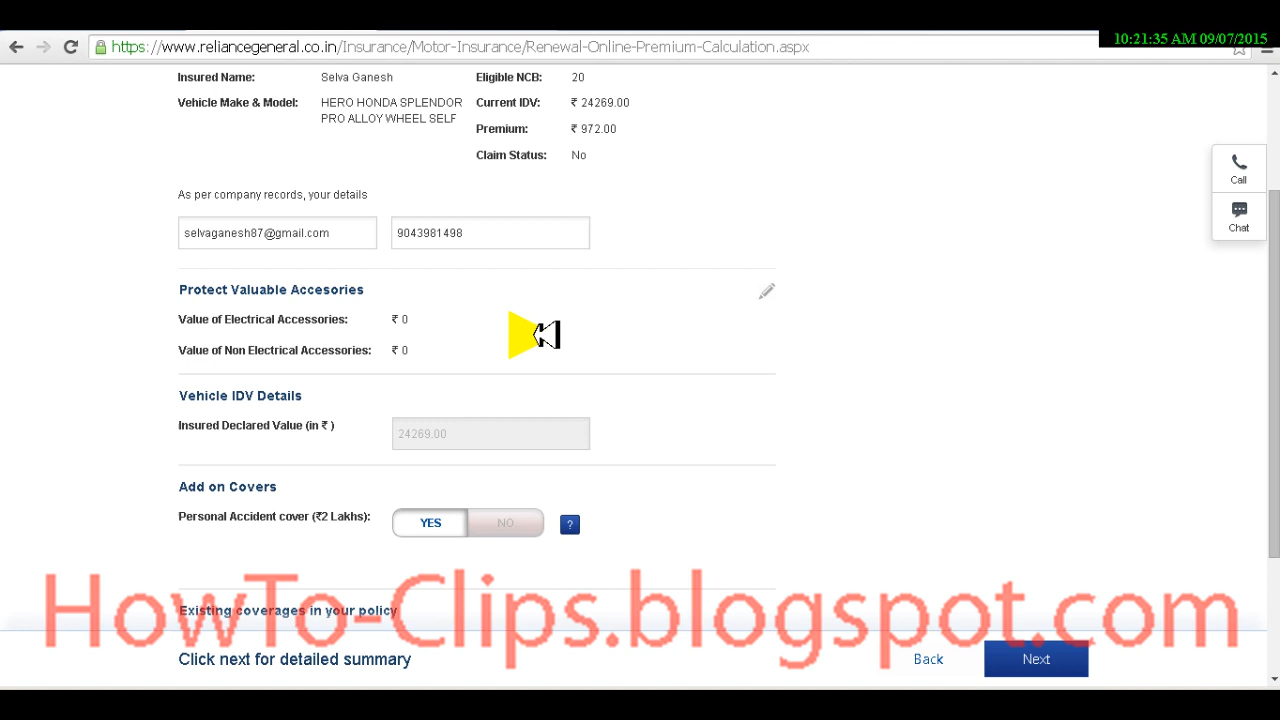 10:21:35 AM 09/07/2015
https://www.reliancegeneral.co.in/Insurance/Motor-Insurance/Renewal-Online-Premium-Calculation.aspx
Insured Name: Selva Ganesh Eligible NCB: 20
Vehicle Make & Model: HERO HONDA SPLENDOR Current IDV: ₹ 24269.00
PRO ALLOY WHEEL SELF
Premium: ₹ 972.00
Claim Status: No
Call
Chat
As per company records, your details
selvaganesh87@gmail.com 9043981498
Protect Valuable Accesories
Value of Electrical Accessories: ₹ 0
Value of Non Electrical Accessories: ₹ 0
Vehicle IDV Details
Insured Declared Value (in ₹ ) 24269.00
Add on Covers
Personal Accident cover (₹2 Lakhs): YES NO ?
Existing coverages in your policy
HowTo-Clips.blogspot.com
Click next for detailed summary Back Next